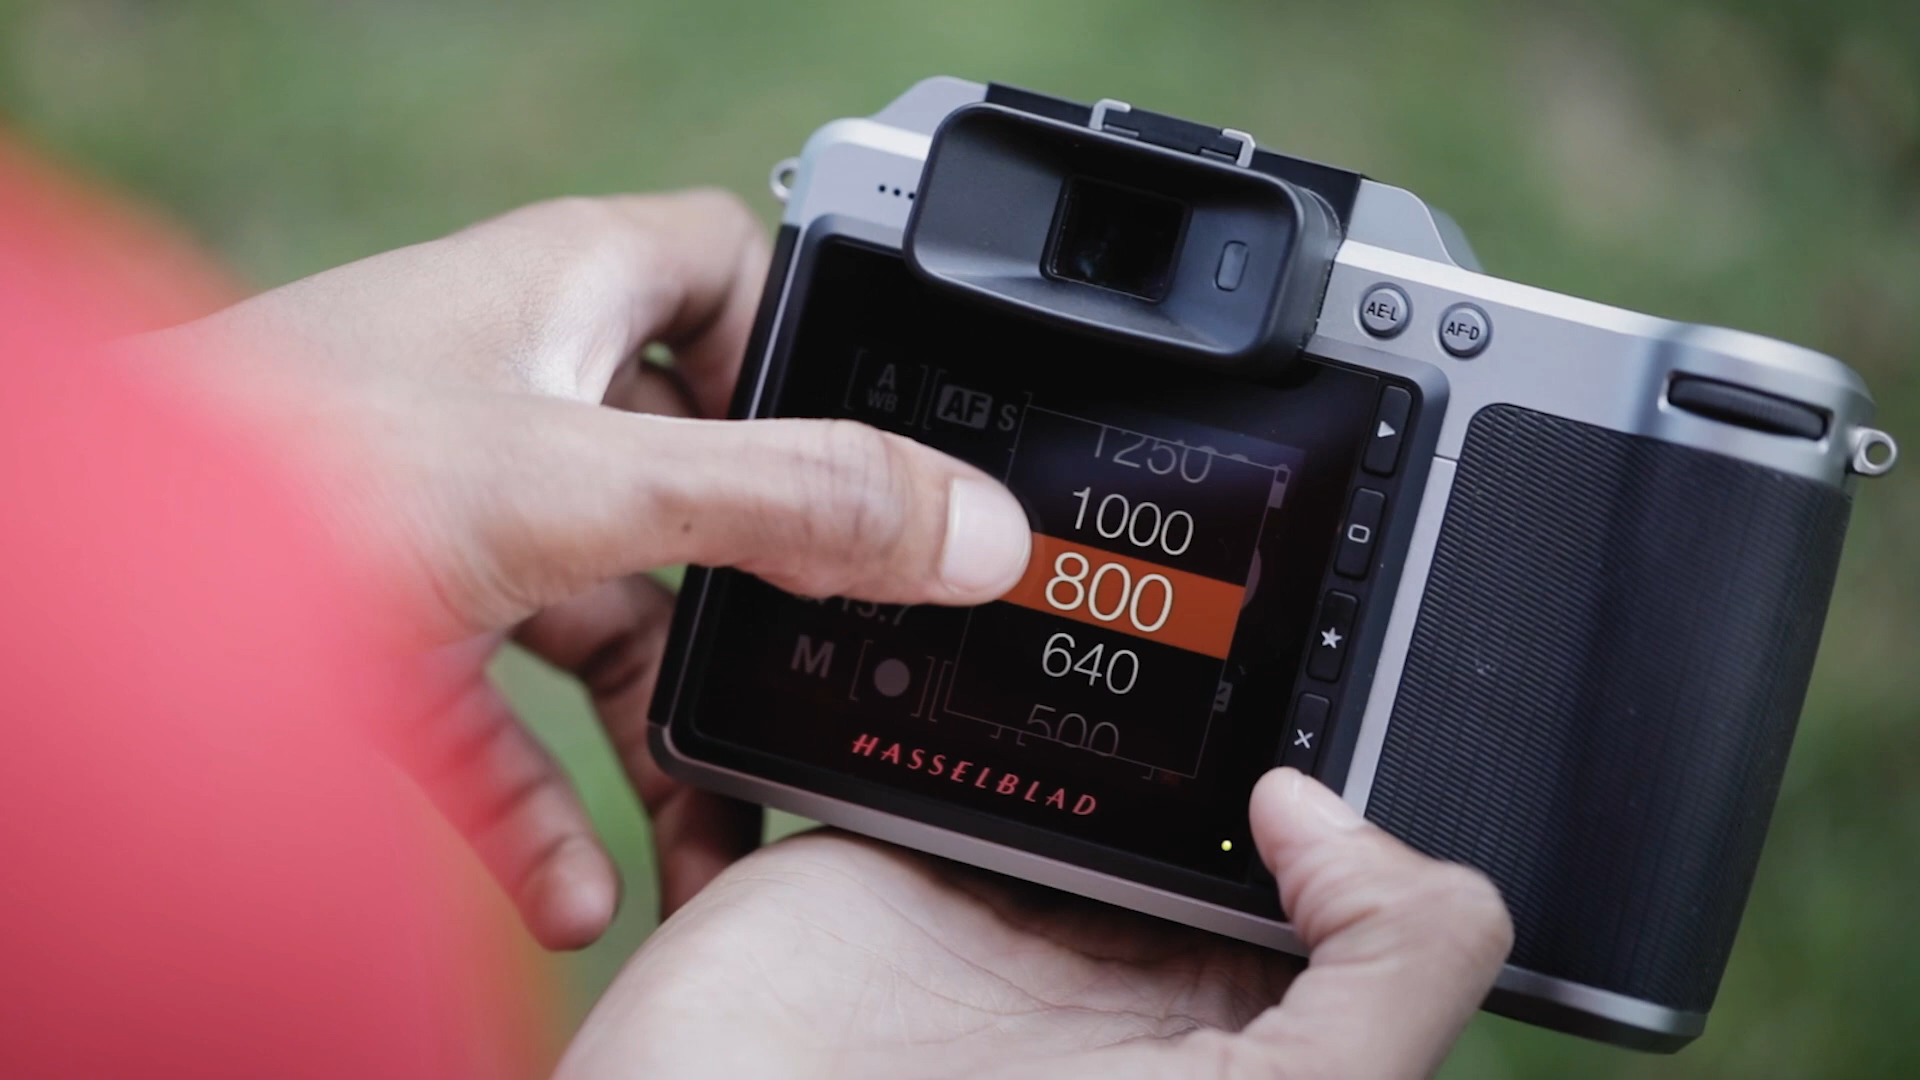 AE-L
AF-D
A
WB
AF S
1250
1000
800
640
500
M
HASSELBLAD